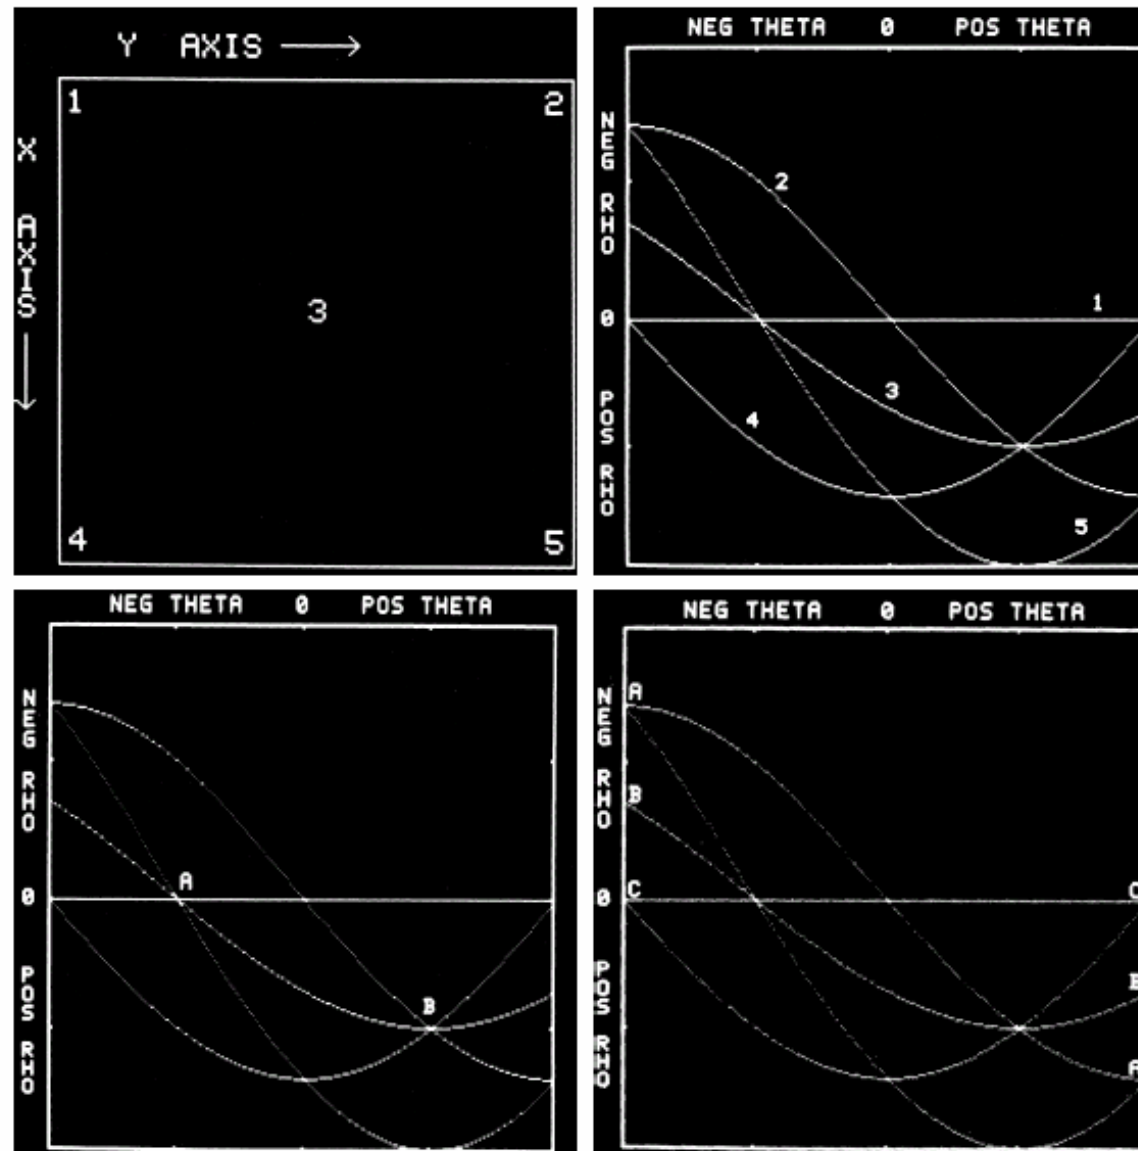 Y AXIS
X AXIS
1
2
3
4
5
NEG THETA 0 POS THETA
NEG RHO
0
POS RHO
2
1
3
4
5
NEG THETA 0 POS THETA
NEG RHO
0
POS RHO
A
B
NEG THETA 0 POS THETA
NEG RHO
0
POS RHO
A
B
C
C
B
A